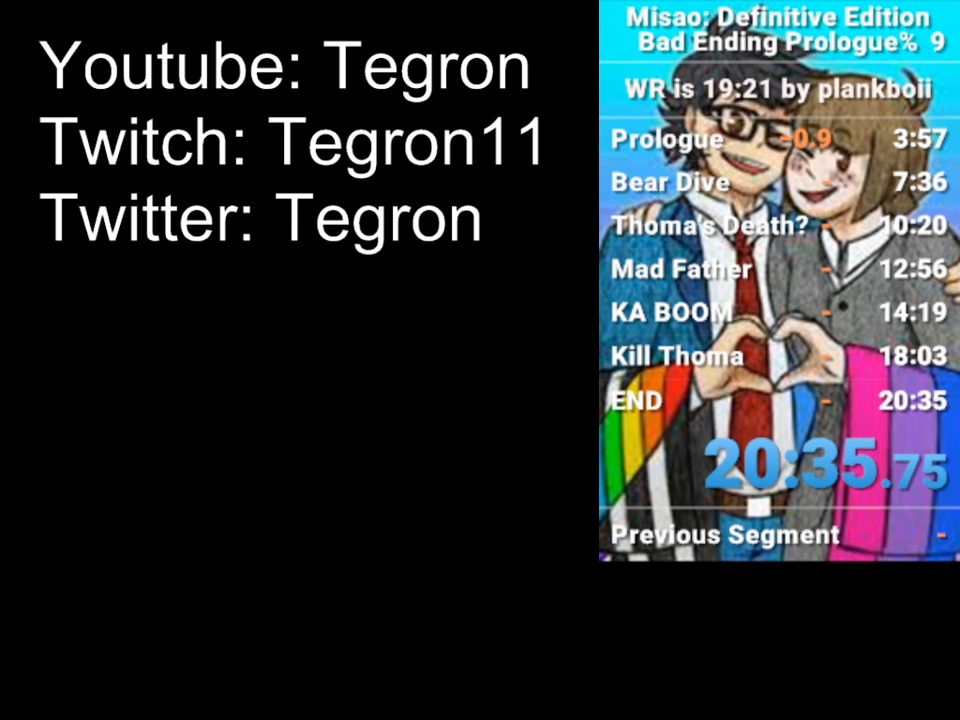 Youtube: Tegron
Twitch: Tegron11
Twitter: Tegron
Misao: Definitive Edition
Bad Ending Prologue% 9
WR is 19:21 by plankboii
Prologue -0.9 3:57
Bear Dive - 7:36
Thoma's Death? - 10:20
Mad Father - 12:56
KA BOOM - 14:19
Kill Thoma - 18:03
END - 20:35
20:35.75
Previous Segment -